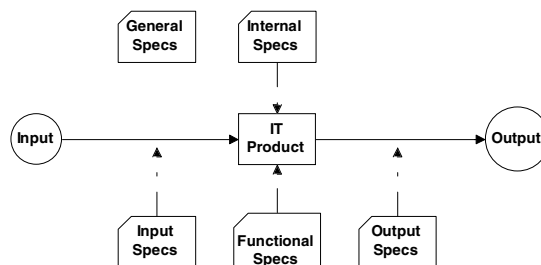 General
Specs
Internal
Specs
Input
IT
Product
Output
Input
Specs
Functional
Specs
Output
Specs